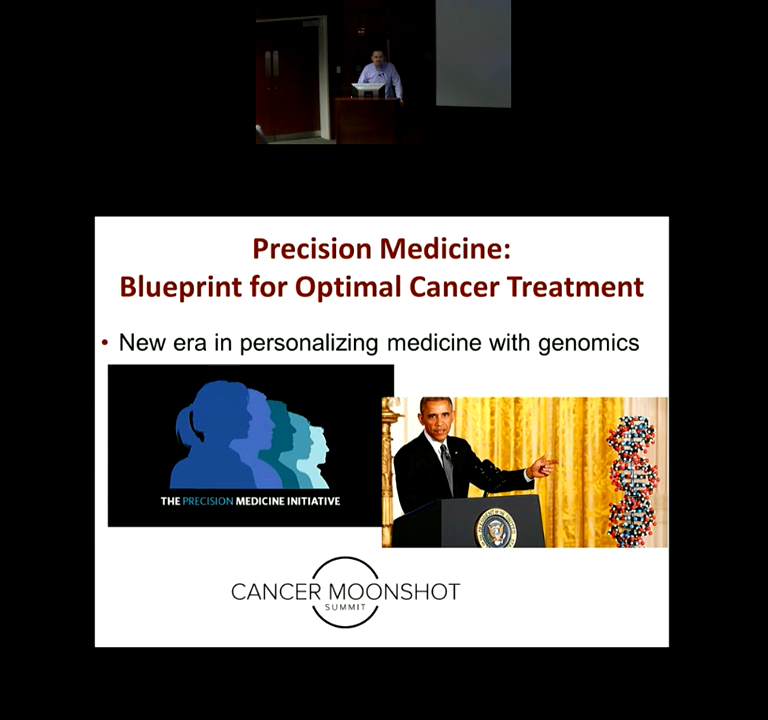 Precision Medicine:
Blueprint for Optimal Cancer Treatment
• New era in personalizing medicine with genomics
THE PRECISION MEDICINE INITIATIVE
CANCER MOONSHOT
SUMMIT